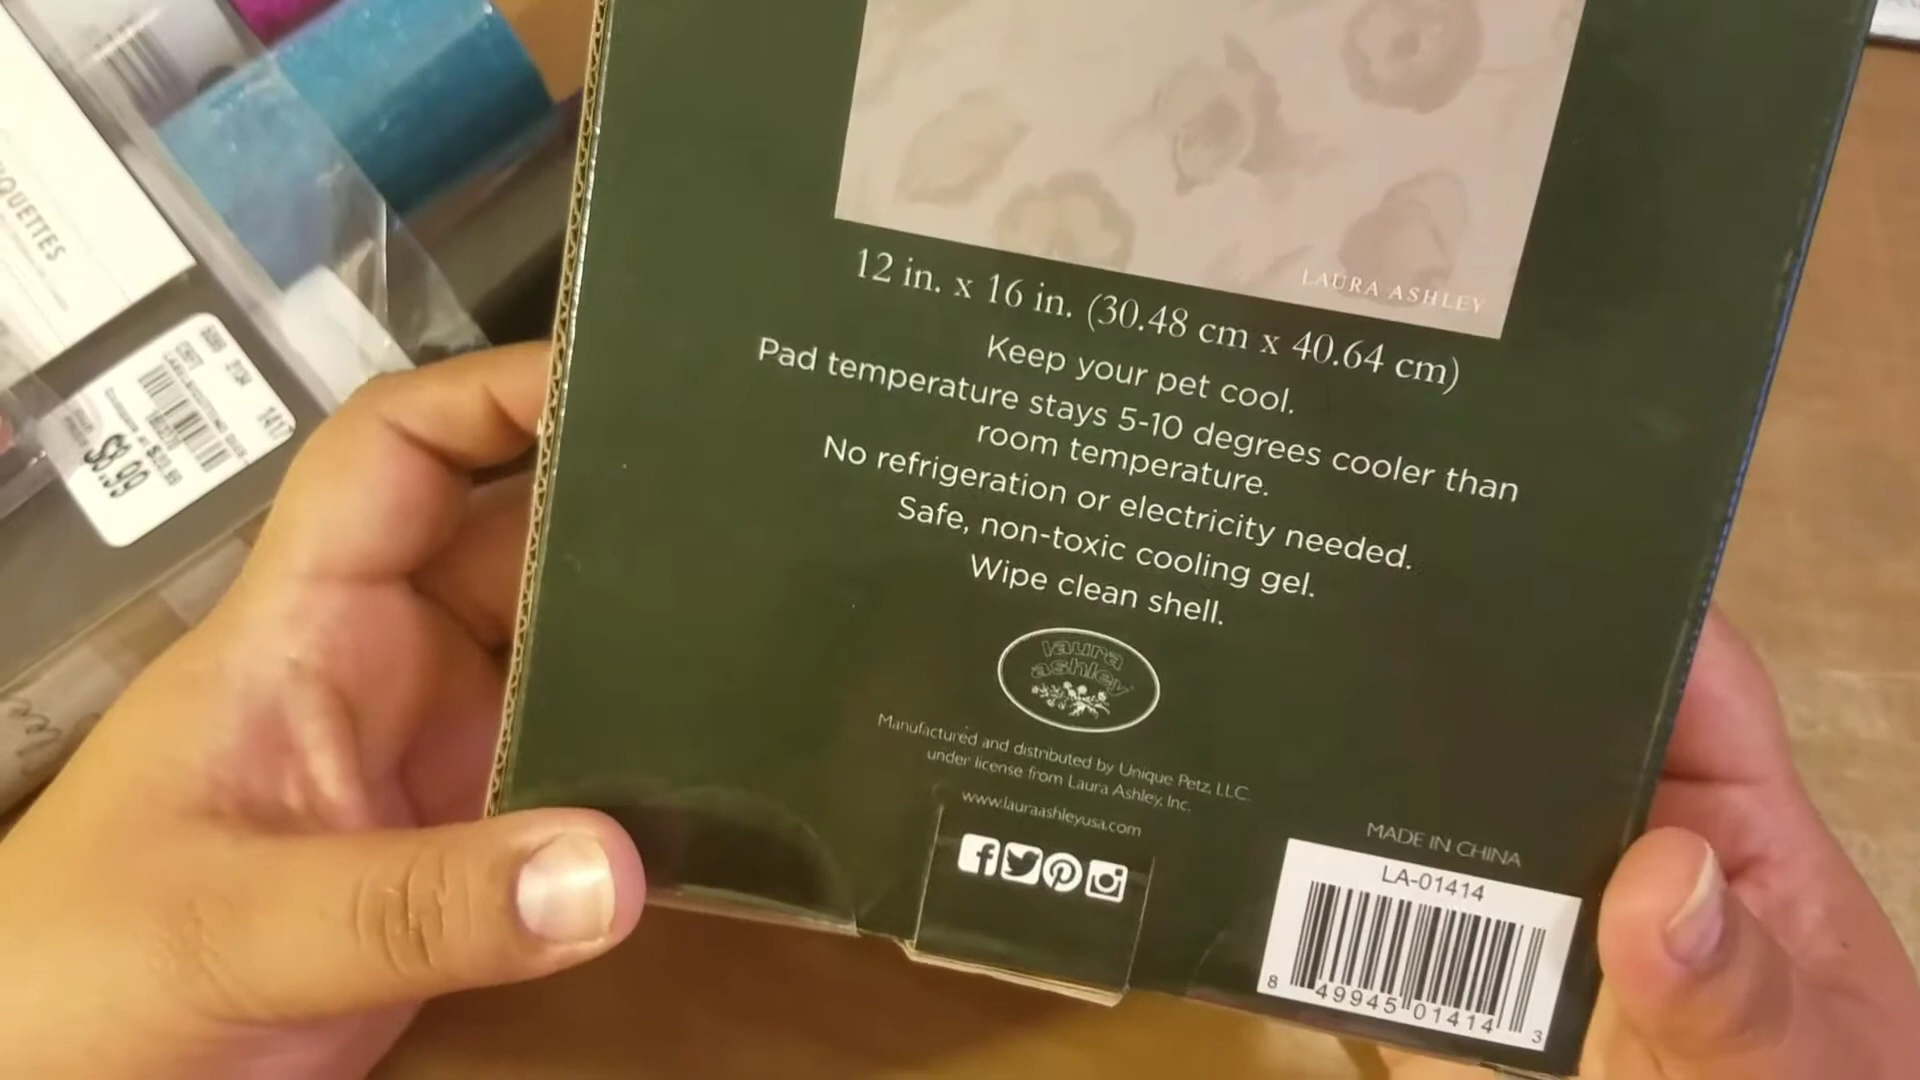 LAURA ASHLEY
12 in. x 16 in. (30.48 cm x 40.64 cm)
Keep your pet cool.
Pad temperature stays 5-10 degrees cooler than
room temperature.
No refrigeration or electricity needed.
Safe, non-toxic cooling gel.
Wipe clean shell.
laura
ashley
Manufactured and distributed by Unique Petz, LLC.
under license from Laura Ashley, Inc.
www.lauraashleyusa.com
MADE IN CHINA
LA-01414
8 49945 01414 3
$8.99